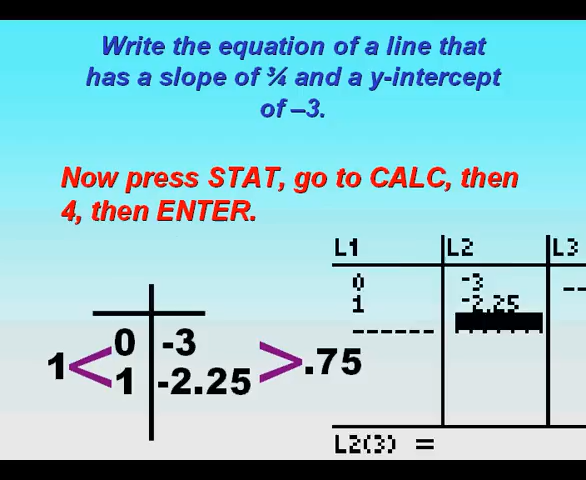 Write the equation of a line that
has a slope of ¾ and a y-intercept
of –3.
Now press STAT, go to CALC, then
4, then ENTER.
L1 L2 L3
0 -3 --
1 -2.25
------
L2(3) =
0 -3
1 < 1 -2.25 > .75